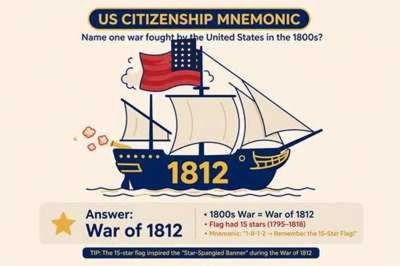 US CITIZENSHIP MNEMONIC
Name one war fought by the United States in the 1800s?
1812
Answer:
War of 1812
• 1800s War = War of 1812
• Flag had 15 stars (1795–1818)
• Mnemonic: "1-8-1-2 → Remember the 15-Star Flag!"
TIP: The 15-star flag inspired the "Star-Spangled Banner" during the War of 1812